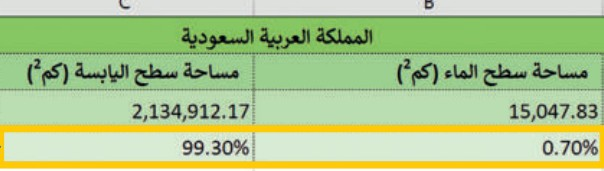 B C
المملكة العربية السعودية
مساحة سطح الماء (كم²) مساحة سطح اليابسة (كم²)
15,047.83 2,134,912.17
0.70% 99.30%